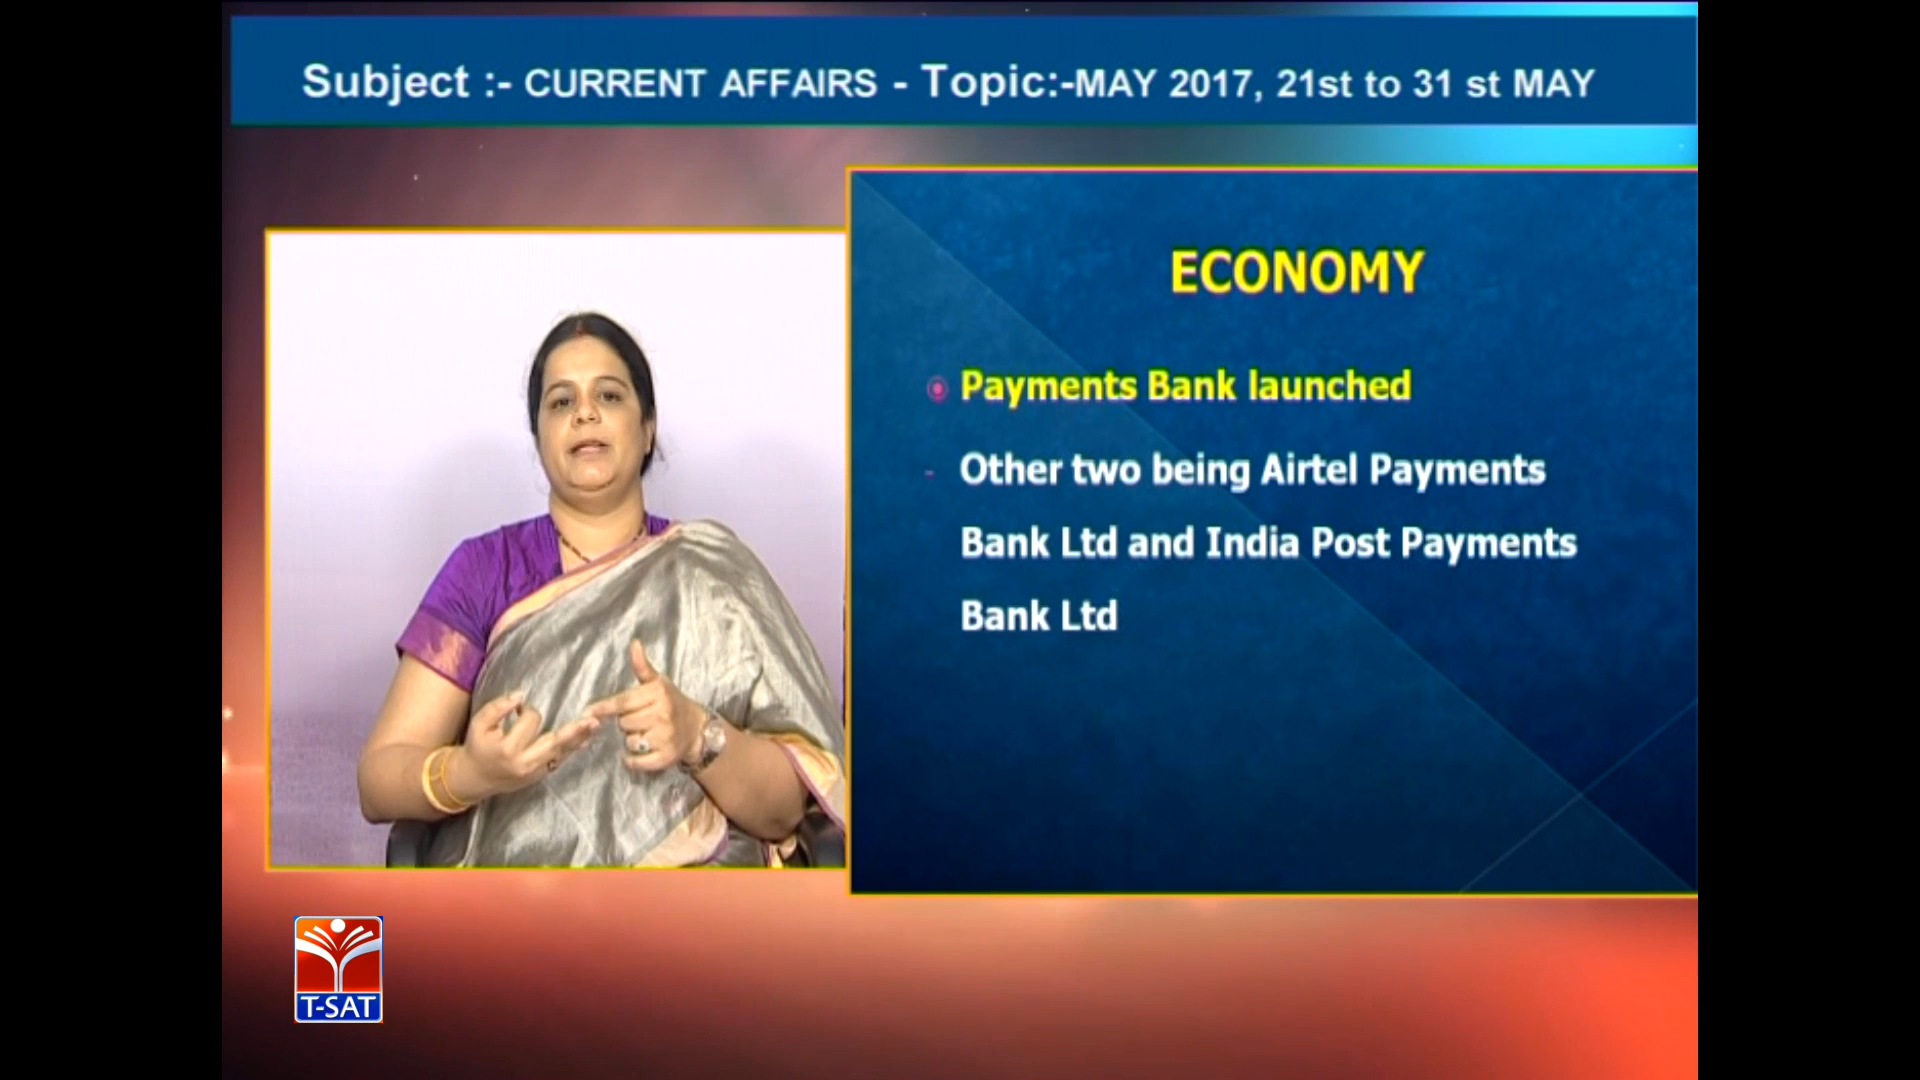 Subject :- CURRENT AFFAIRS - Topic:-MAY 2017, 21st to 31 st MAY
ECONOMY
Payments Bank launched
- Other two being Airtel Payments
Bank Ltd and India Post Payments
Bank Ltd
T-SAT